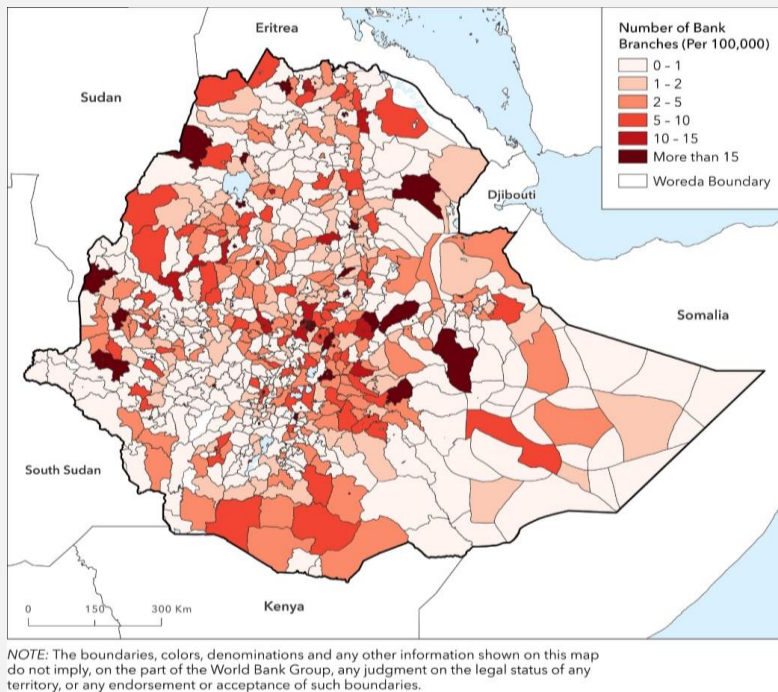 Eritrea
Number of Bank
Branches (Per 100,000)
0 - 1
1 - 2
2 - 5
5 - 10
10 - 15
More than 15
Woreda Boundary
Sudan
Djibouti
Somalia
South Sudan
0 150 300 Km
Kenya
NOTE: The boundaries, colors, denominations and any other information shown on this map
do not imply, on the part of the World Bank Group, any judgment on the legal status of any
territory, or any endorsement or acceptance of such boundaries.